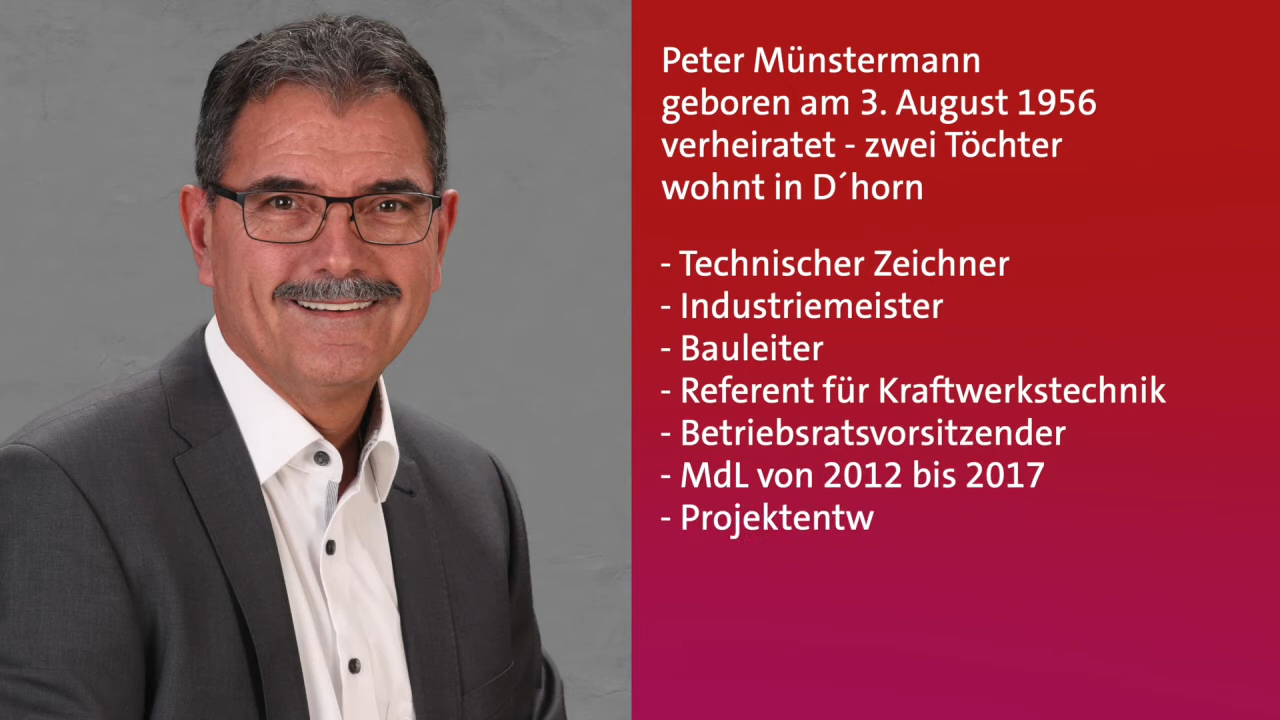 Peter Münstermann
geboren am 3. August 1956
verheiratet - zwei Töchter
wohnt in D´horn
- Technischer Zeichner
- Industriemeister
- Bauleiter
- Referent für Kraftwerkstechnik
- Betriebsratsvorsitzender
- MdL von 2012 bis 2017
- Projektentw